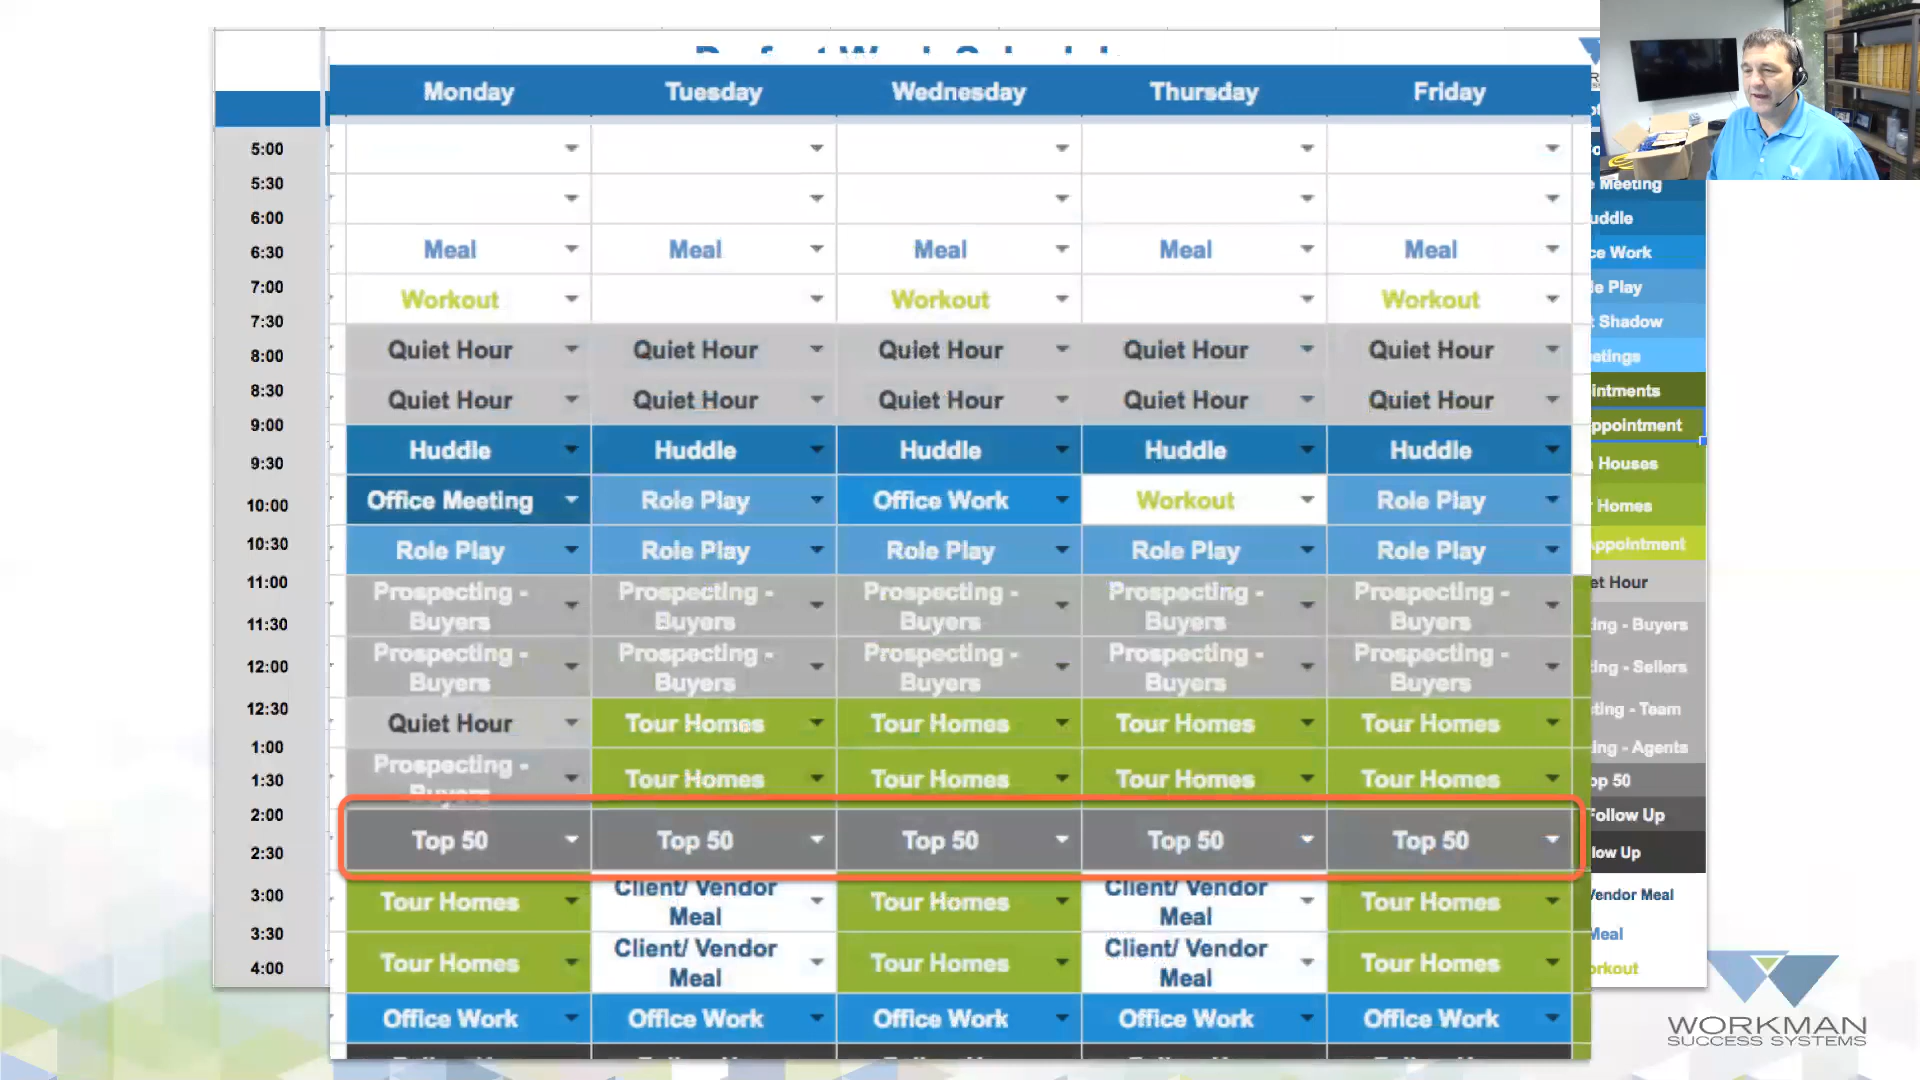 Perfect Week Schedule
Monday Tuesday Wednesday Thursday Friday
5:00
5:30
6:00
Meeting
uddle
6:30 Meal Meal Meal Meal Meal
ce Work
7:00 Workout Workout Workout
le Play
7:30
t Shadow
8:00 Quiet Hour Quiet Hour Quiet Hour Quiet Hour Quiet Hour
etings
8:30 Quiet Hour Quiet Hour Quiet Hour Quiet Hour Quiet Hour
intments
9:00 Huddle Huddle Huddle Huddle Huddle
ppointment
9:30
Houses
10:00 Office Meeting Role Play Office Work Workout Role Play
Homes
10:30 Role Play Role Play Role Play Role Play Role Play
ppointment
11:00
et Hour
Prospecting - Prospecting - Prospecting - Prospecting - Prospecting -
Buyers Buyers Buyers Buyers Buyers
11:30
ting - Buyers
12:00
ting - Sellers
Prospecting - Prospecting - Prospecting - Prospecting - Prospecting -
Buyers Buyers Buyers Buyers Buyers
12:30 Quiet Hour Tour Homes Tour Homes Tour Homes Tour Homes
ting - Team
1:00
ting - Agents
Prospecting -
Buyers
1:30 Tour Homes Tour Homes Tour Homes Tour Homes
op 50
2:00
Follow Up
Top 50 Top 50 Top 50 Top 50 Top 50
2:30
low Up
3:00 Tour Homes Client/ Vendor Tour Homes Client/ Vendor Tour Homes
Meal Meal
Vendor Meal
3:30
Meal
4:00 Tour Homes Client/ Vendor Tour Homes Client/ Vendor Tour Homes
Meal Meal
orkout
Office Work Office Work Office Work Office Work Office Work
WORKMAN
SUCCESS SYSTEMS